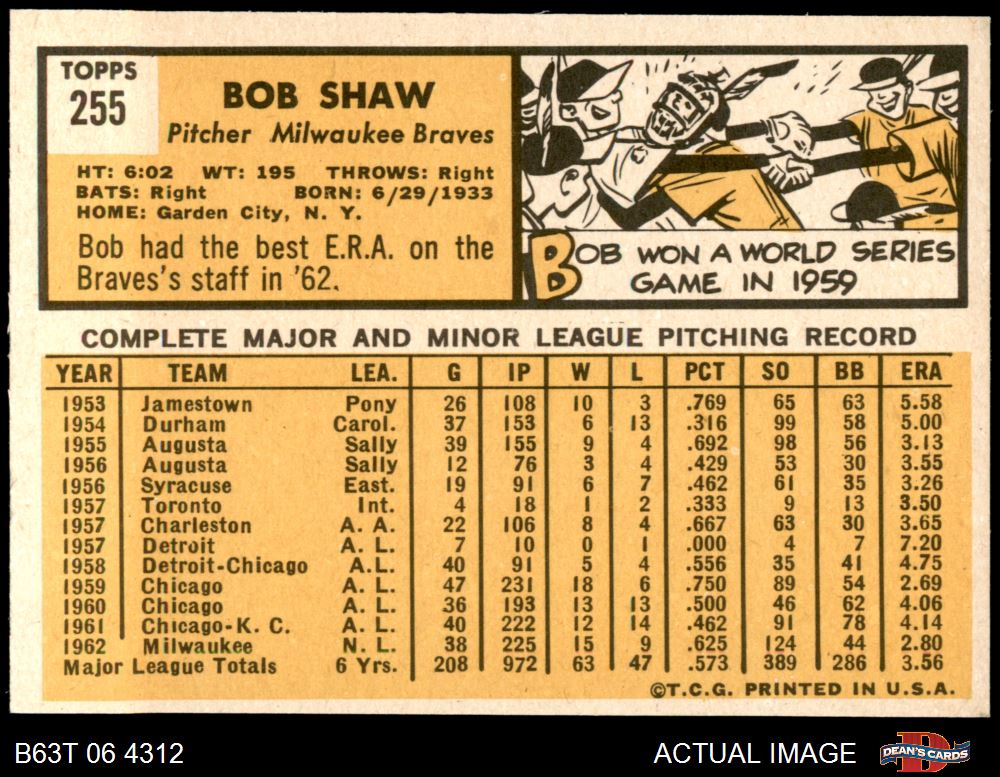 TOPPS
255
BOB SHAW
Pitcher Milwaukee Braves
HT: 6:02 WT: 195 THROWS: Right
BATS: Right BORN: 6/29/1933
HOME: Garden City, N. Y.
Bob had the best E.R.A. on the
Braves's staff in '62.
BOB WON A WORLD SERIES
GAME IN 1959
COMPLETE MAJOR AND MINOR LEAGUE PITCHING RECORD
YEAR TEAM LEA. G IP W L PCT SO BB ERA
1953 Jamestown Pony 26 108 10 3 .769 65 63 5.58
1954 Durham Carol. 37 153 6 13 .316 99 58 5.00
1955 Augusta Sally 39 155 9 4 .692 98 56 3.13
1956 Augusta Sally 12 76 3 4 .429 53 30 3.55
1956 Syracuse East. 19 91 6 7 .462 61 35 3.26
1957 Toronto Int. 4 18 1 2 .333 9 13 3.50
1957 Charleston A. A. 22 106 8 4 .667 63 30 3.65
1957 Detroit A. L. 7 10 0 1 .000 4 7 7.20
1958 Detroit-Chicago A.L. 40 91 5 4 .556 35 41 4.75
1959 Chicago A. L. 47 231 18 6 .750 89 54 2.69
1960 Chicago A. L. 36 193 13 13 .500 46 62 4.06
1961 Chicago-K. C. A. L. 40 222 12 14 .462 91 78 4.14
1962 Milwaukee N. L. 38 225 15 9 .625 124 44 2.80
Major League Totals 6 Yrs. 208 972 63 47 .573 389 286 3.56
©T.C.G. PRINTED IN U.S.A.
B63T 06 4312
ACTUAL IMAGE
D
DEAN'S CARDS